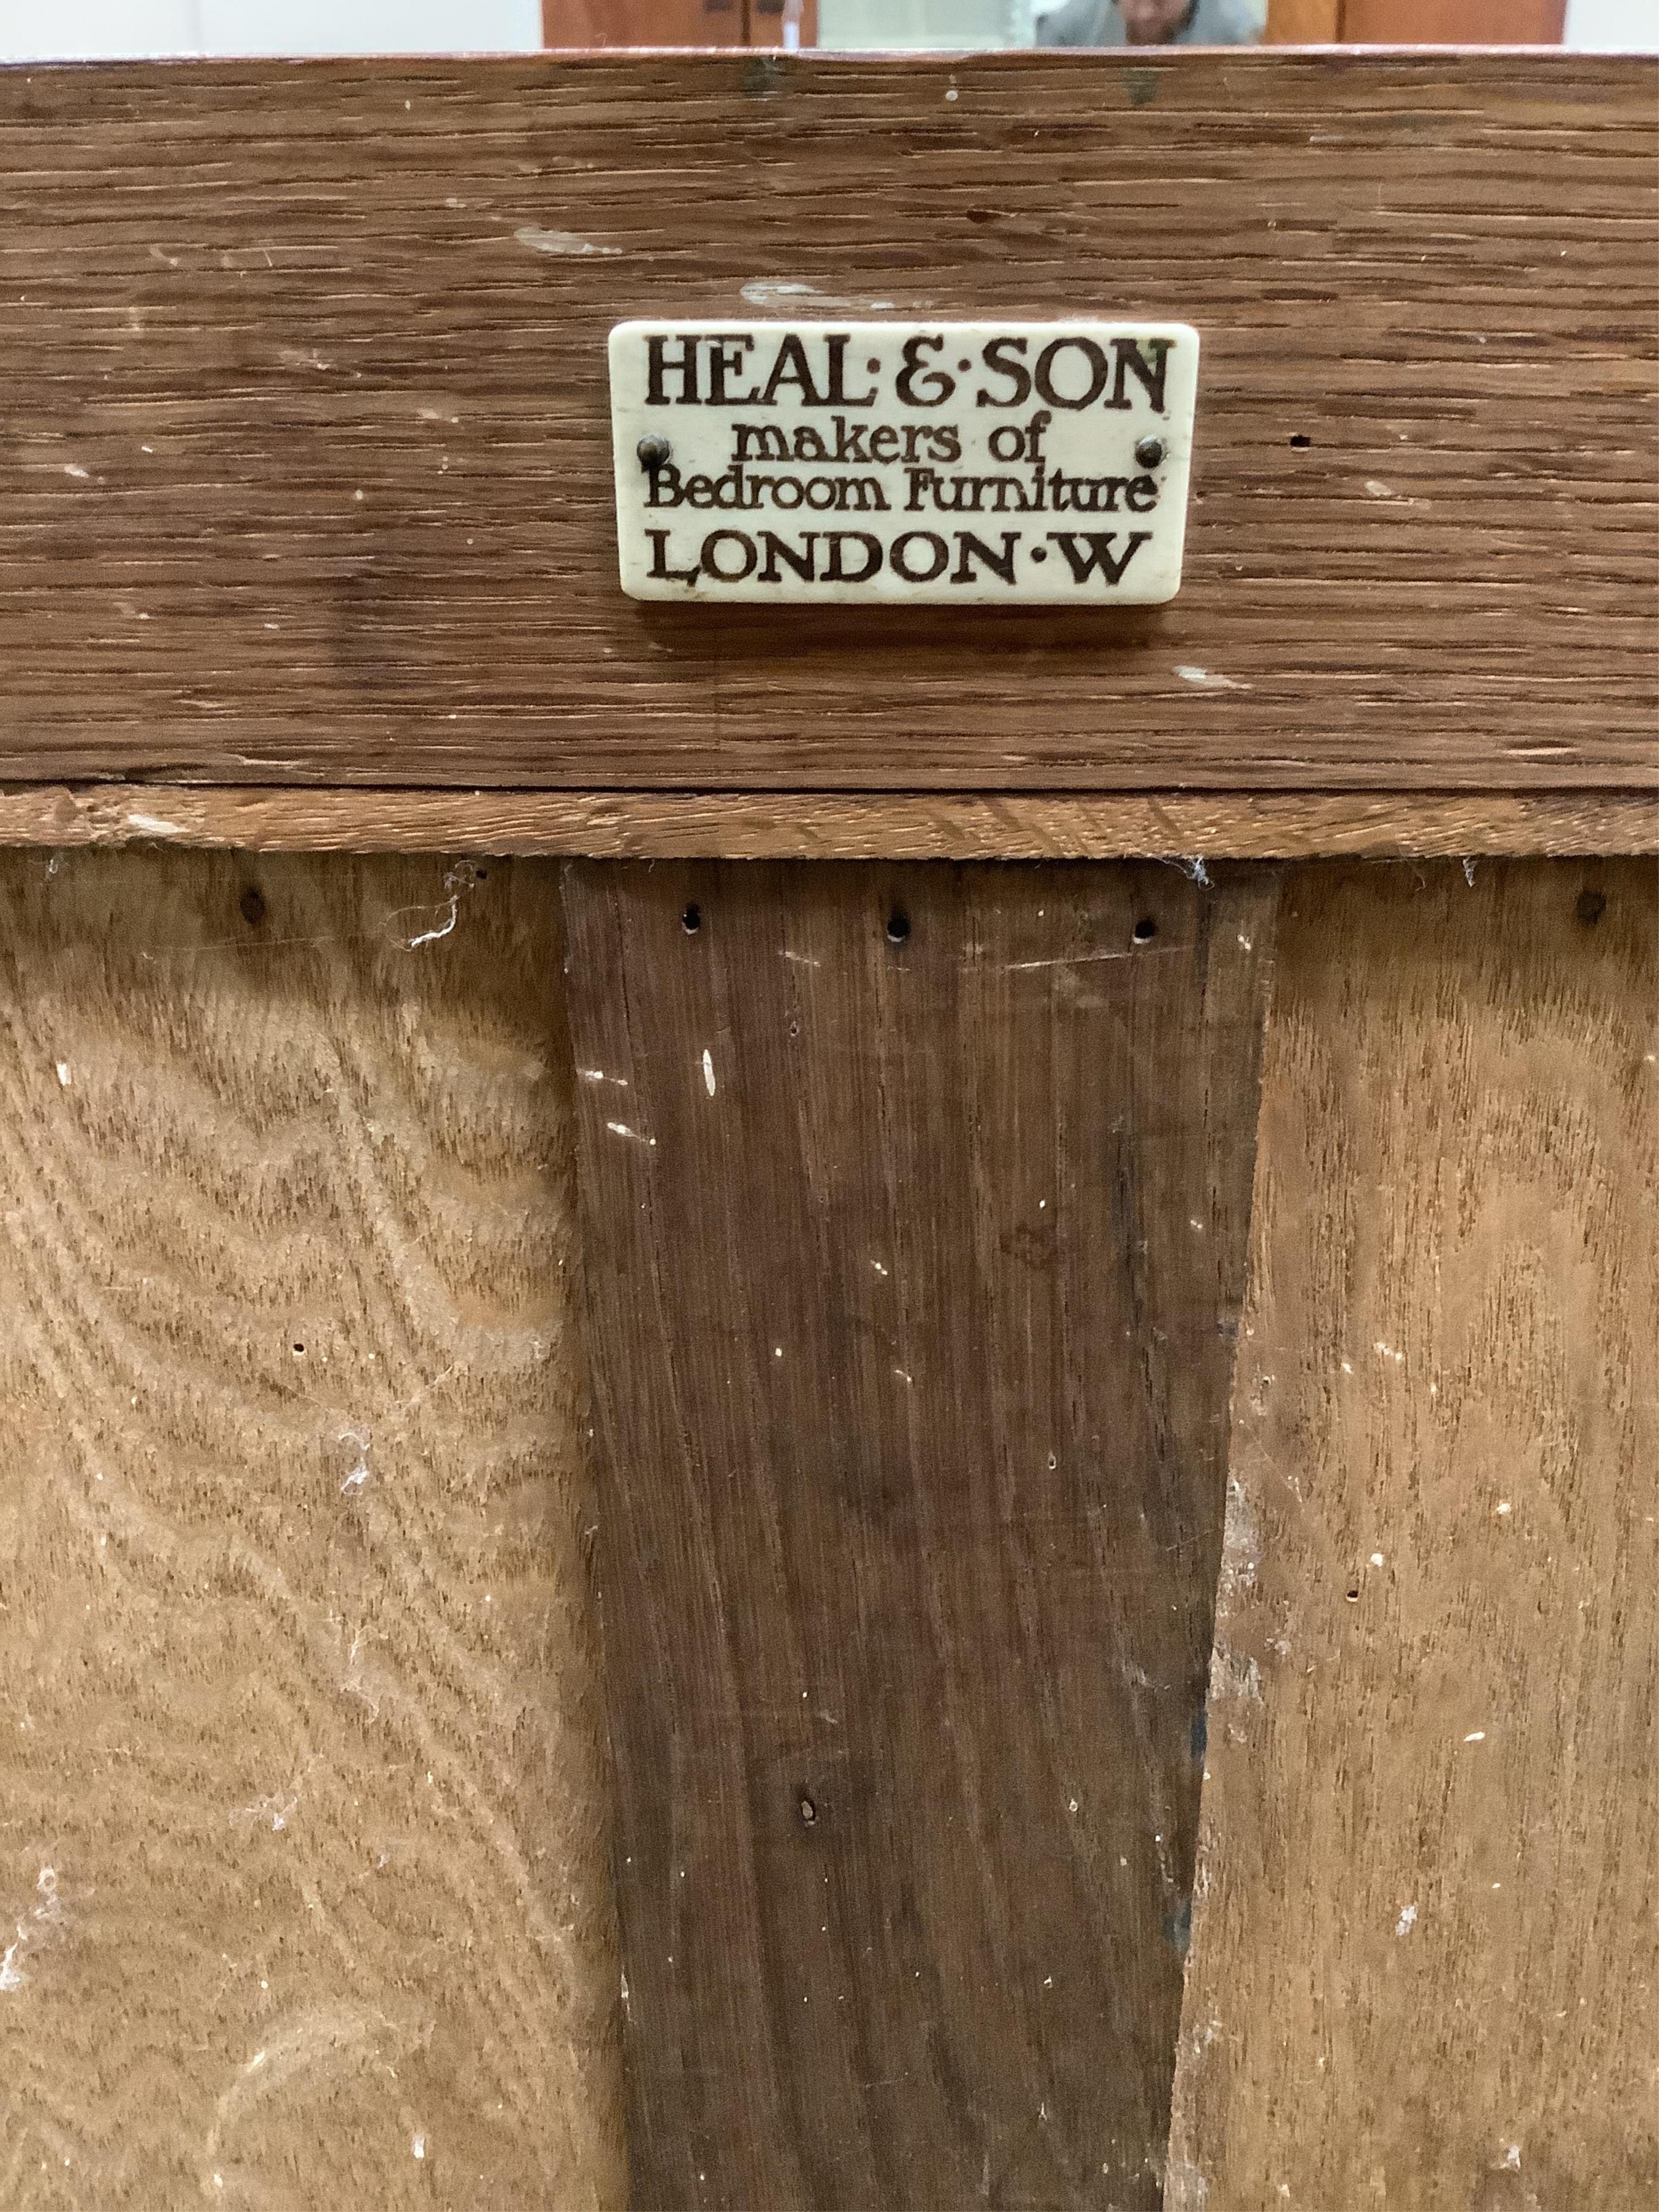 HEAL·&·SON
makers of
Bedroom Furniture
LONDON·W